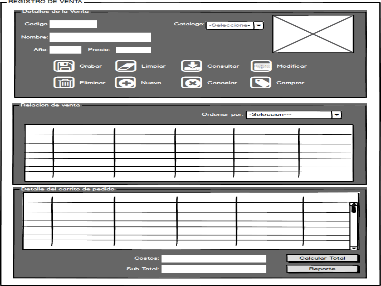 REGISTRO DE VENTA
Detalles de la Venta
Codigo Catalogo: -Seleccione-
Nombre:
Año: Precio:
Grabar Limpiar Consultar Modificar
Eliminar Nuevo Cancelar Comprar
Relacion de venta
Ordenar por: -Seleccion---
Detalle del carrito de pedido
Costos: Calcular Total
Sub Total: Reporte